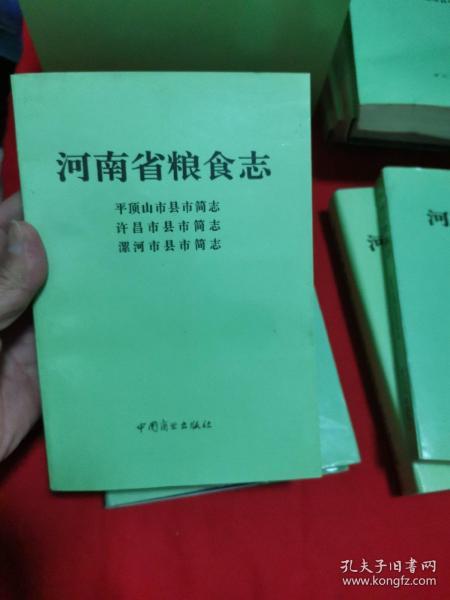 河南省粮食志
平顶山市县市简志
许昌市县市简志
漯河市县市简志
中国商业出版社
河
河
孔夫子旧书网
www.kongfz.com